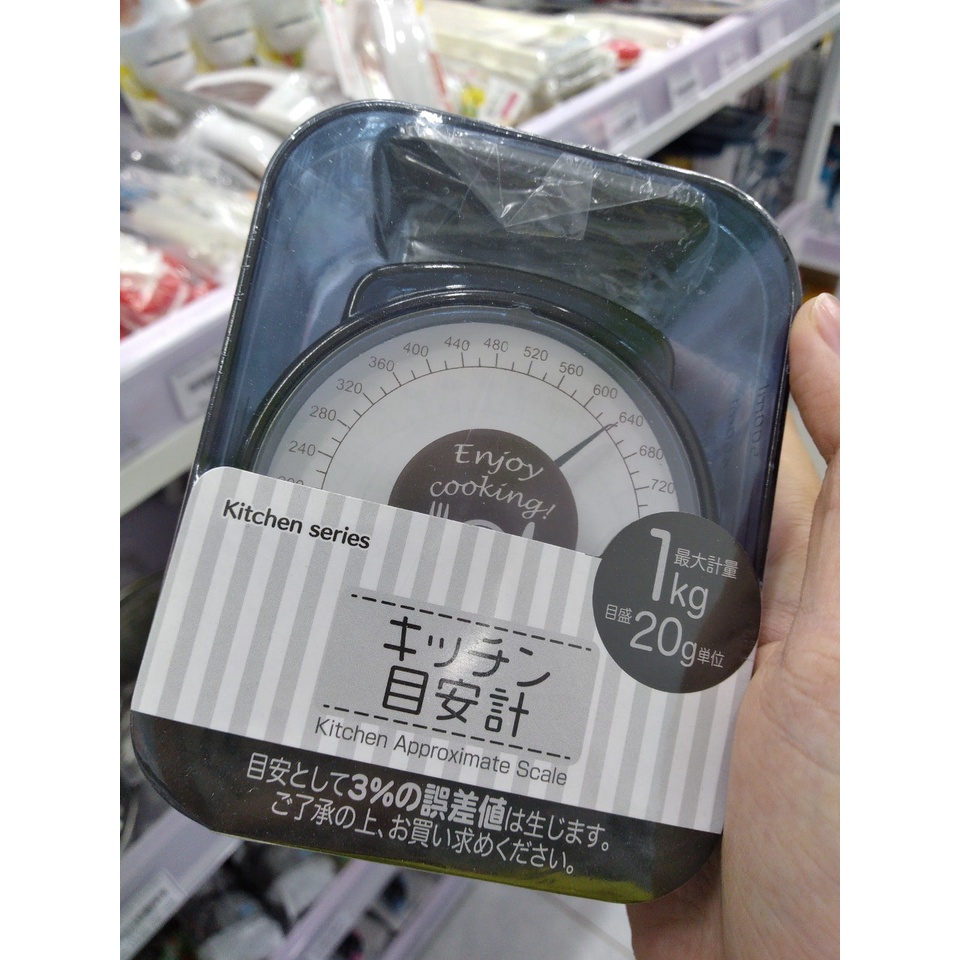 400 440 480 520 560
360 600
320 640
280 680
240 720
Enjoy
cooking!
Kitchen series
1kg
最大計量
目盛20g単位
キッチン
目安計
Kitchen Approximate Scale
目安として3%の誤差値は生じます。
ご了承の上、お買い求めください。